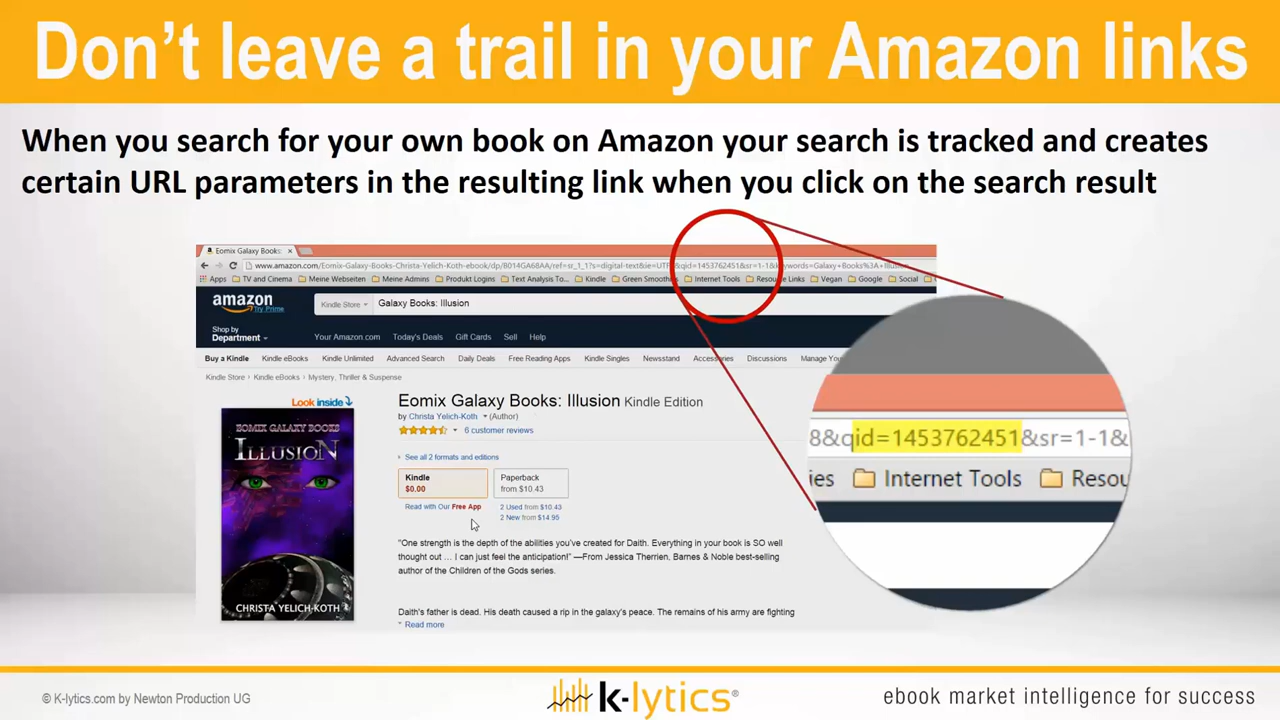 Don't leave a trail in your Amazon links
When you search for your own book on Amazon your search is tracked and creates
certain URL parameters in the resulting link when you click on the search result
Eomix Galaxy Books:
www.amazon.com/Eomix-Galaxy-Books-Christa-Yelich-Koth-ebook/dp/B014GA68AA/ref=sr_1_1?s=digital-text&ie=UTF8&qid=1453762451&sr=1-1&keywords=Galaxy+Books%3A+Illusion
Apps TV and Cinema Meine Webseiten Meine Admins Produkt Logins Text Analysis To... Kindle Green Smoothie Internet Tools Resource Links Vegan Google Social
amazon
Try Prime
Kindle Store
Galaxy Books: Illusion
Shop by
Department
Your Amazon.com Today's Deals Gift Cards Sell Help
Buy a Kindle Kindle eBooks Kindle Unlimited Advanced Search Daily Deals Free Reading Apps Kindle Singles Newsstand Accessories Discussions Manage You
Kindle Store › Kindle eBooks › Mystery, Thriller & Suspense
Look inside
Eomix Galaxy Books: Illusion Kindle Edition
by Christa Yelich-Koth (Author)
6 customer reviews
See all 2 formats and editions
Kindle
$0.00
Paperback
from $10.43
Read with Our Free App
2 Used from $10.43
2 New from $14.95
"One strength is the depth of the abilities you've created for Daith. Everything in your book is SO well
thought out … I can just feel the anticipation!" —From Jessica Therrien, Barnes & Noble best-selling
author of the Children of the Gods series.
Daith's father is dead. His death caused a rip in the galaxy's peace. The remains of his army are fighting
Read more
EOMIX GALAXY BOOKS
ILLUSION
CHRISTA YELICH-KOTH
8&qid=1453762451&sr=1-1&
ies Internet Tools Resou
© K-lytics.com by Newton Production UG
k-lytics®
ebook market intelligence for success